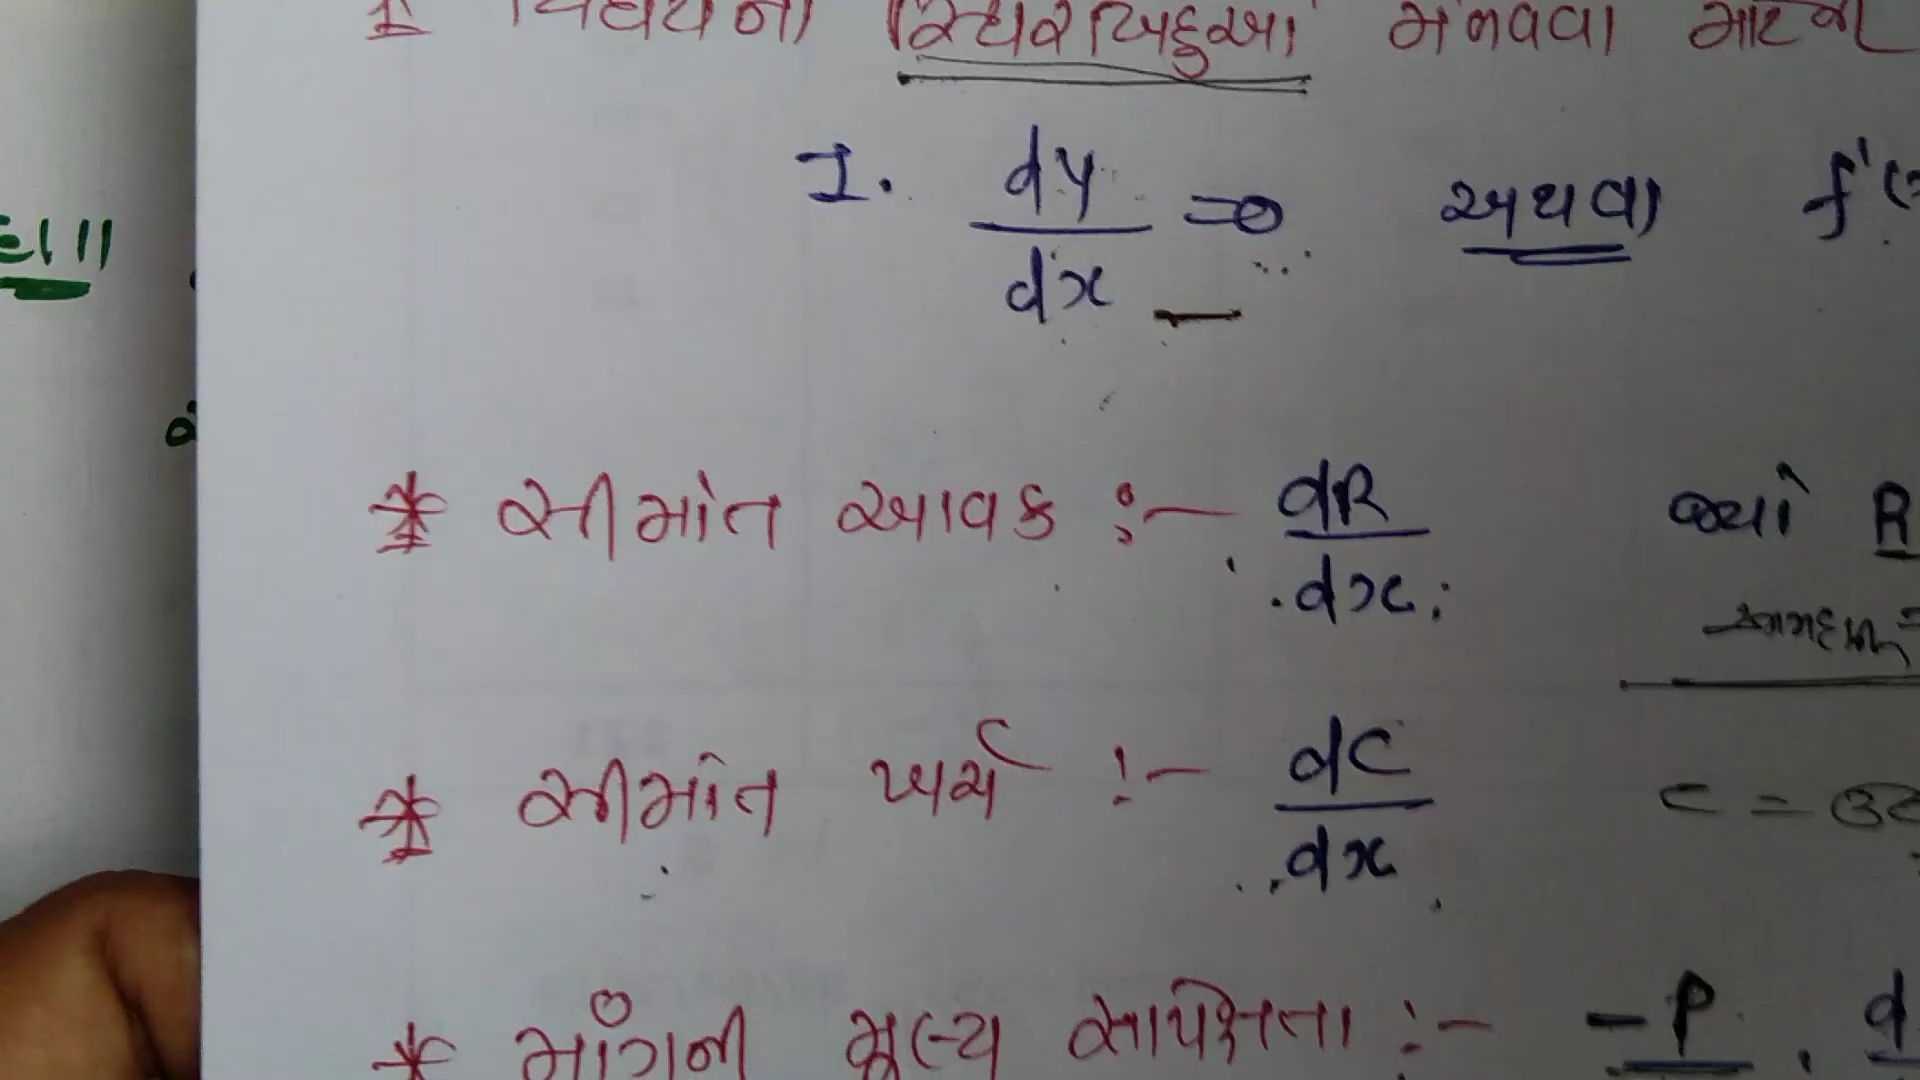 વિધેયના સ્થિરબિંદુઓ મેળવવા માટેની
1. dy/dx = 0 અથવા f'(
* સીમાંત આવક :- dR/dx જ્યાં R
* સીમાંત ખર્ચ :- dC/dx C =
* માંગની મૂલ્ય સાપેક્ષતા :- -P . d